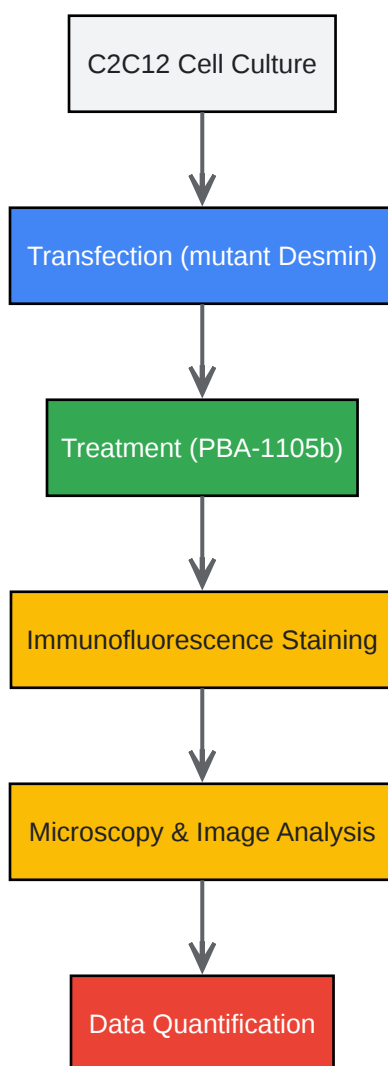 C2C12 Cell Culture
Transfection (mutant Desmin)
Treatment (PBA-1105b)
Immunofluorescence Staining
Microscopy & Image Analysis
Data Quantification